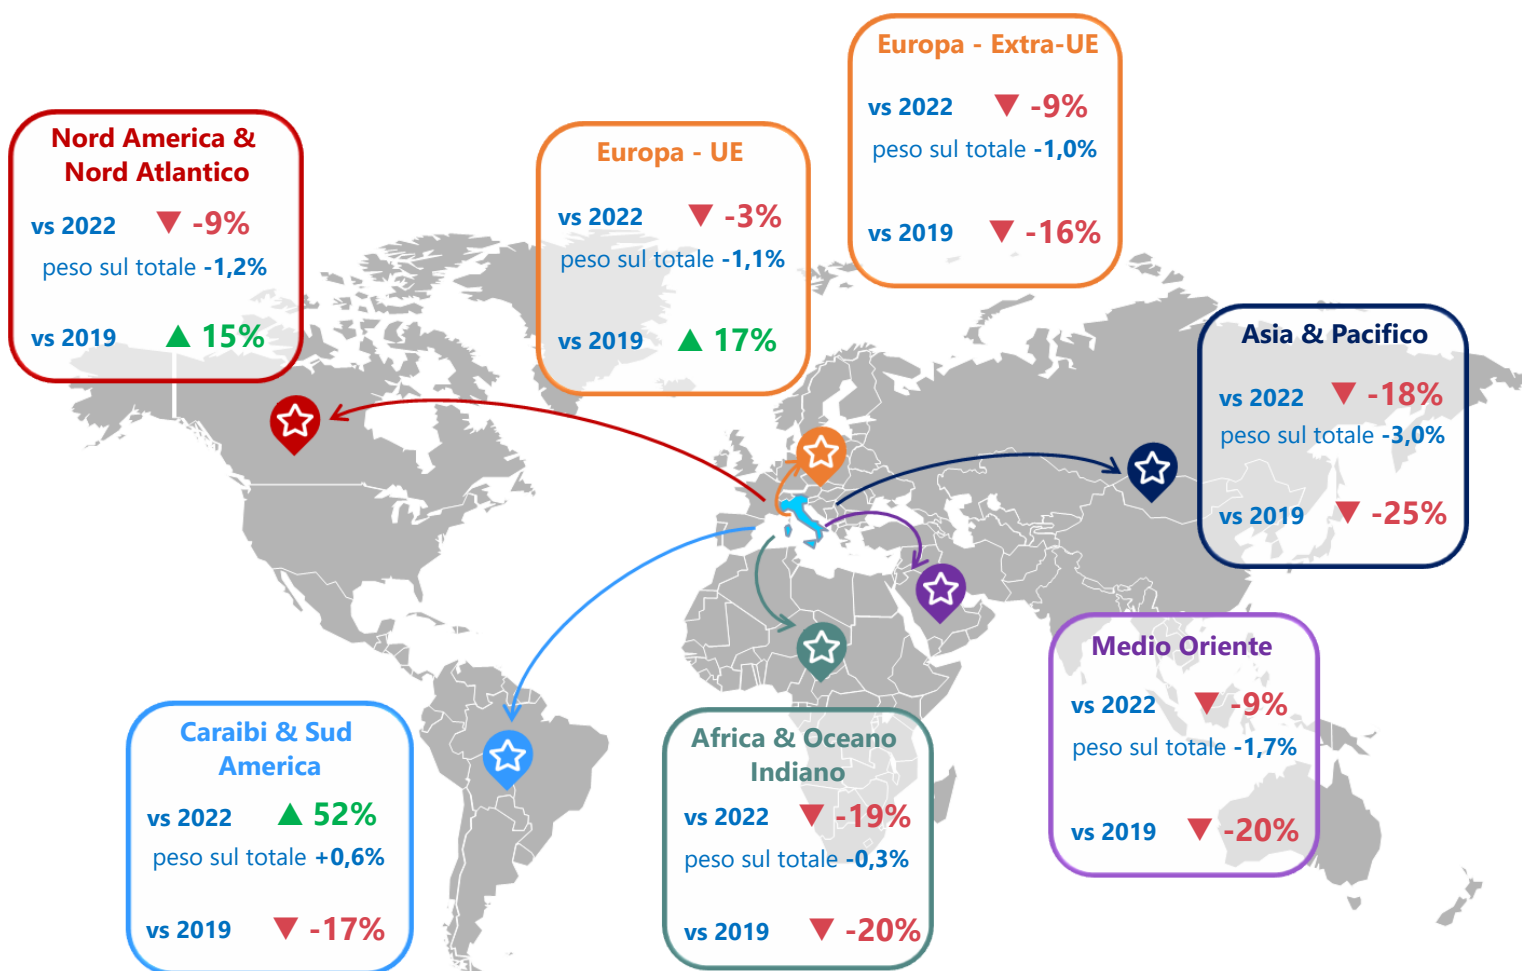 Europa - Extra-UE
vs 2022 ▼ -9%
peso sul totale -1,0%
vs 2019 ▼ -16%
Nord America &
Nord Atlantico
vs 2022 ▼ -9%
peso sul totale -1,2%
vs 2019 ▲ 15%
Europa - UE
vs 2022 ▼ -3%
peso sul totale -1,1%
vs 2019 ▲ 17%
Asia & Pacifico
vs 2022 ▼ -18%
peso sul totale -3,0%
vs 2019 ▼ -25%
Medio Oriente
vs 2022 ▼ -9%
peso sul totale -1,7%
vs 2019 ▼ -20%
Caraibi & Sud
America
vs 2022 ▲ 52%
peso sul totale +0,6%
vs 2019 ▼ -17%
Africa & Oceano
Indiano
vs 2022 ▼ -19%
peso sul totale -0,3%
vs 2019 ▼ -20%